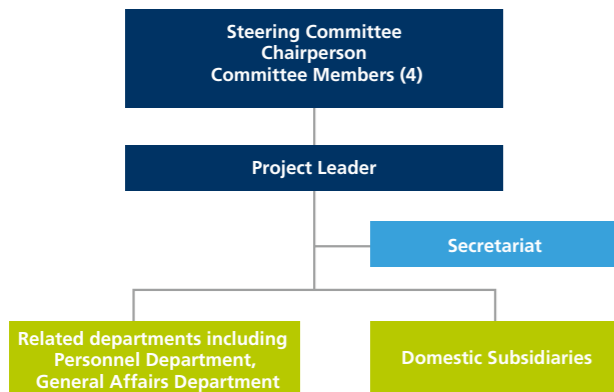 Steering Committee
Chairperson
Committee Members (4)
Project Leader
Secretariat
Related departments including
Personnel Department,
General Affairs Department
Domestic Subsidiaries